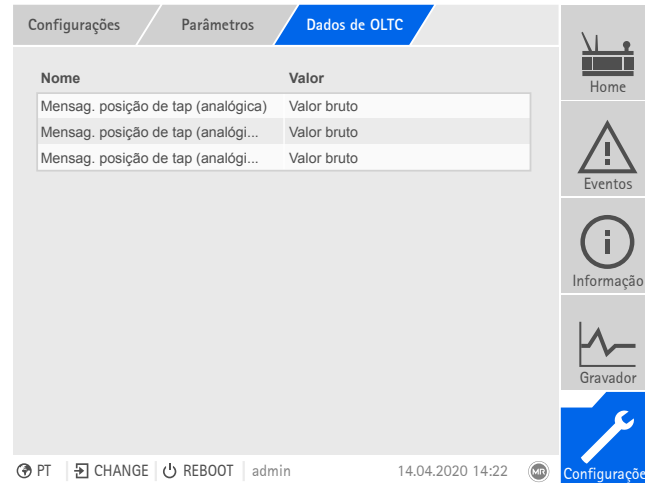 Configurações Parâmetros Dados de OLTC
Nome Valor
Mensag. posição de tap (analógica) Valor bruto
Mensag. posição de tap (analógi... Valor bruto
Mensag. posição de tap (analógi... Valor bruto
Home
Eventos
Informação
Gravador
Configuraçõe
PT CHANGE REBOOT admin 14.04.2020 14:22 MR